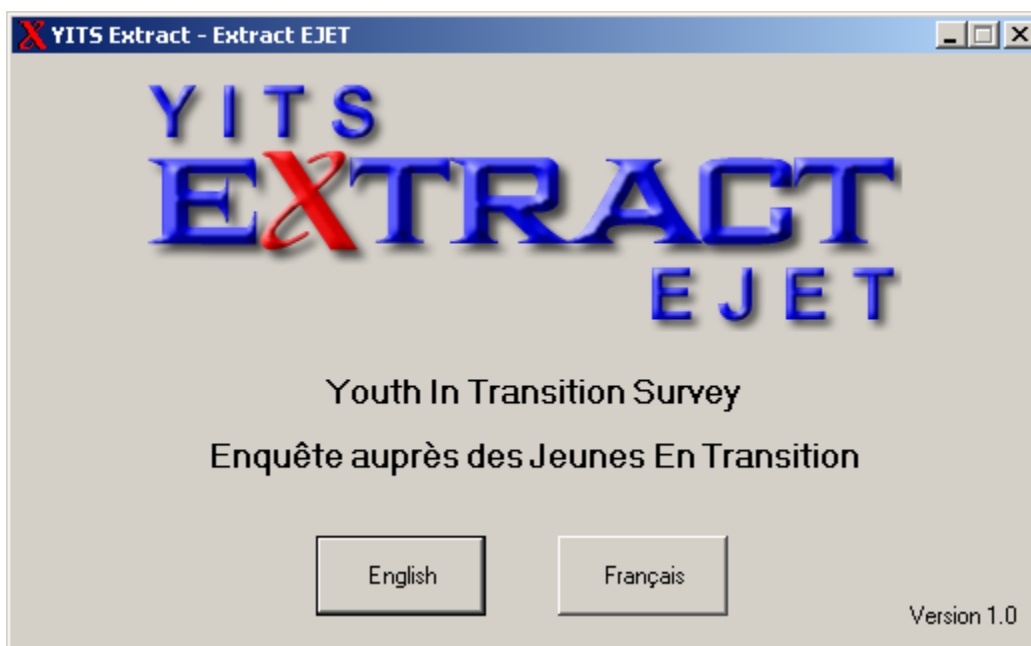 YITS Extract - Extract EJET
YITS
EXTRACT
EJET
Youth In Transition Survey
Enquête auprès des Jeunes En Transition
English
Français
Version 1.0